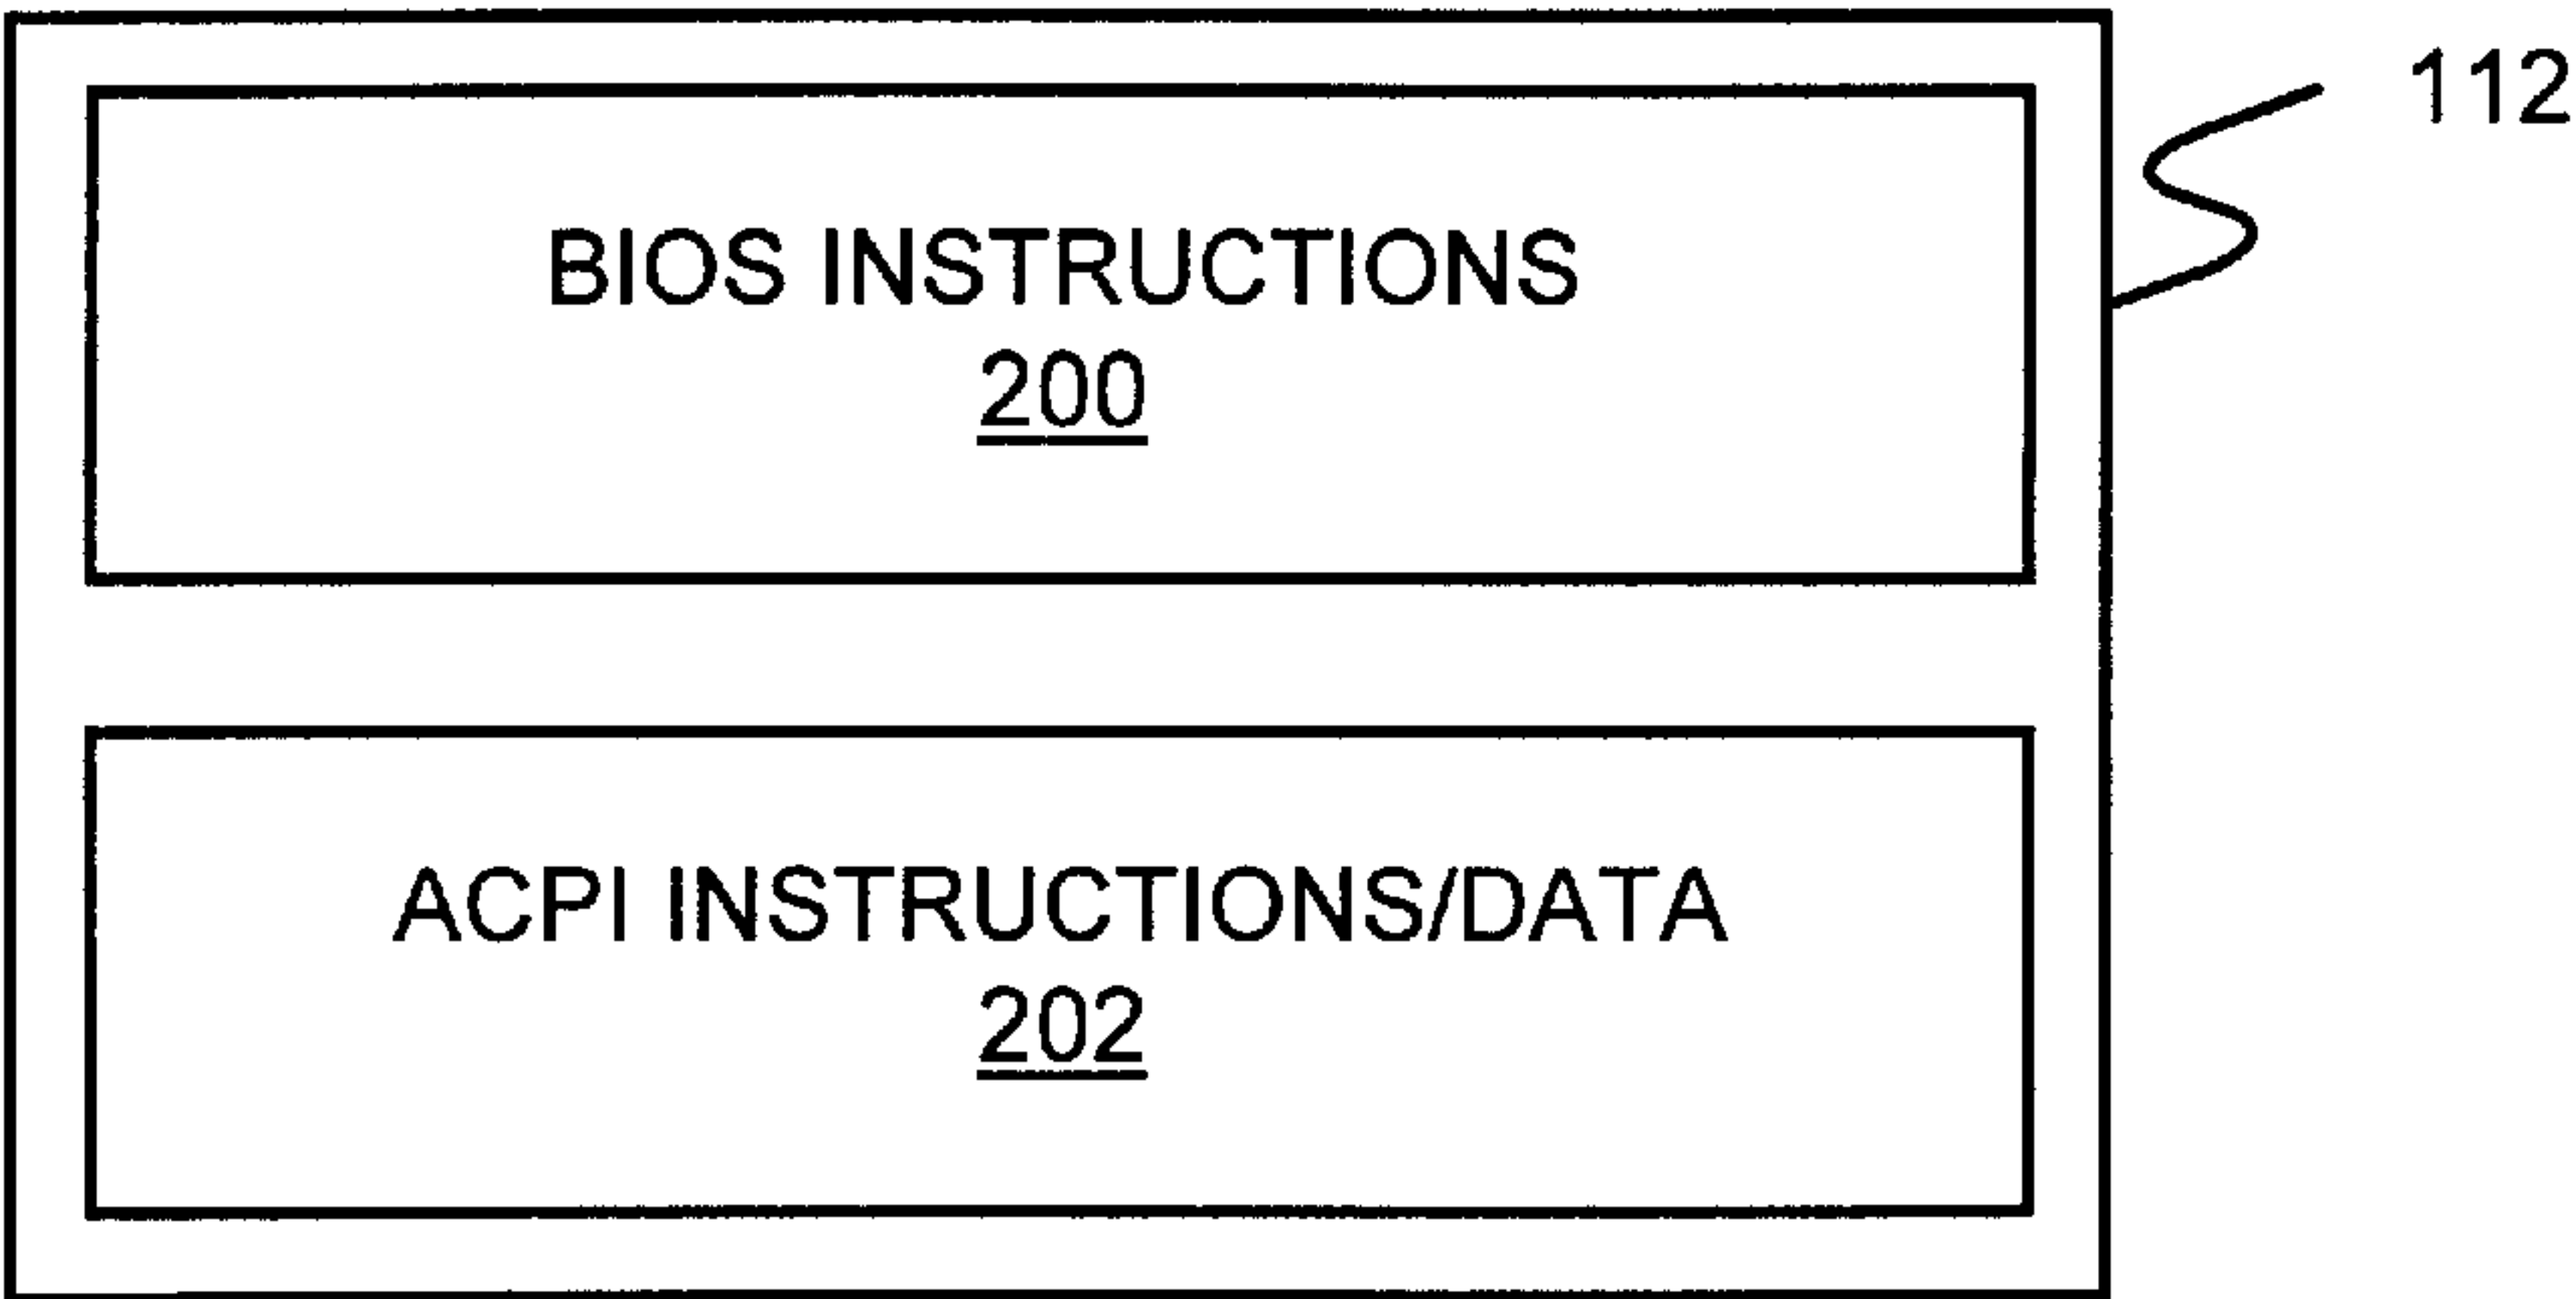 112
BIOS INSTRUCTIONS
200
ACPI INSTRUCTIONS/DATA
202